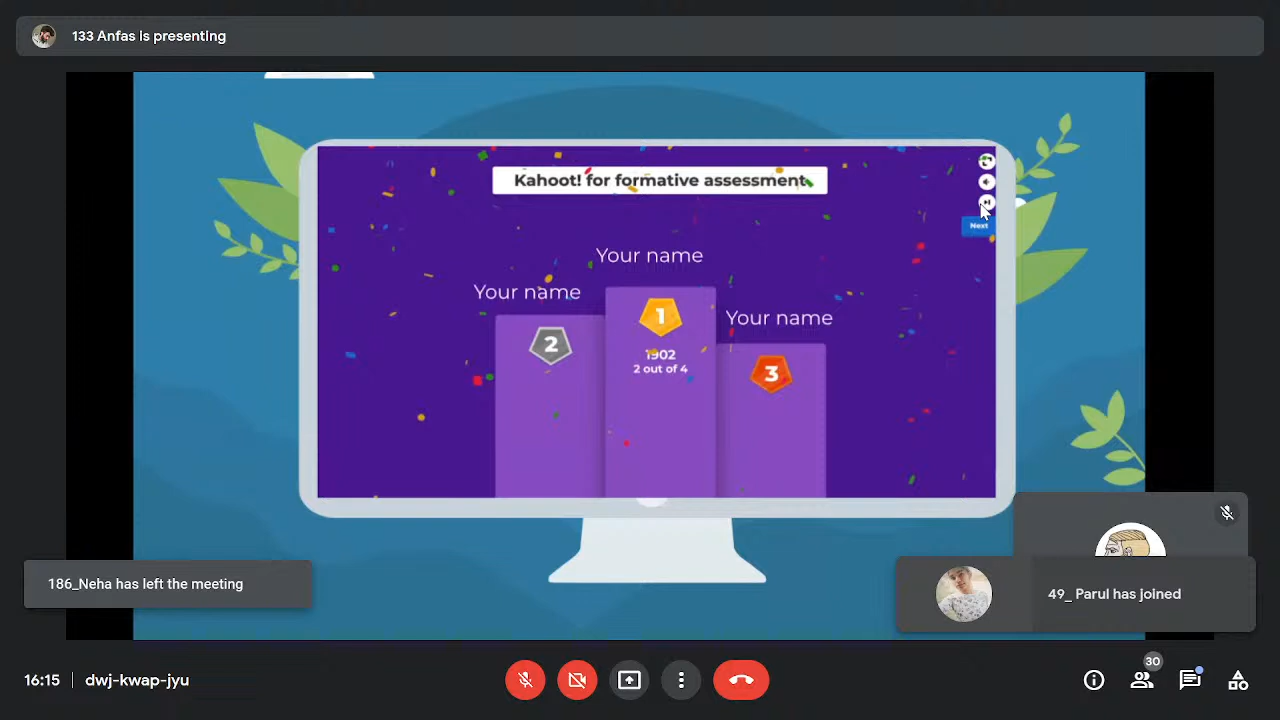 133 Anfas is presenting
Kahoot! for formative assessment
Next
Your name
Your name
Your name
1
2
3
1902
2 out of 4
186_Neha has left the meeting
49_ Parul has joined
16:15 | dwj-kwap-jyu
30